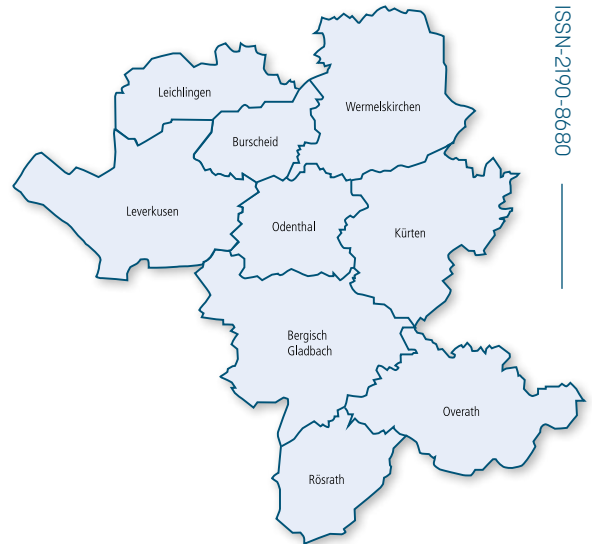 Leichlingen
Wermelskirchen
Burscheid
Leverkusen
Odenthal
Kürten
Bergisch
Gladbach
Overath
Rösrath
ISSN-2190-8680